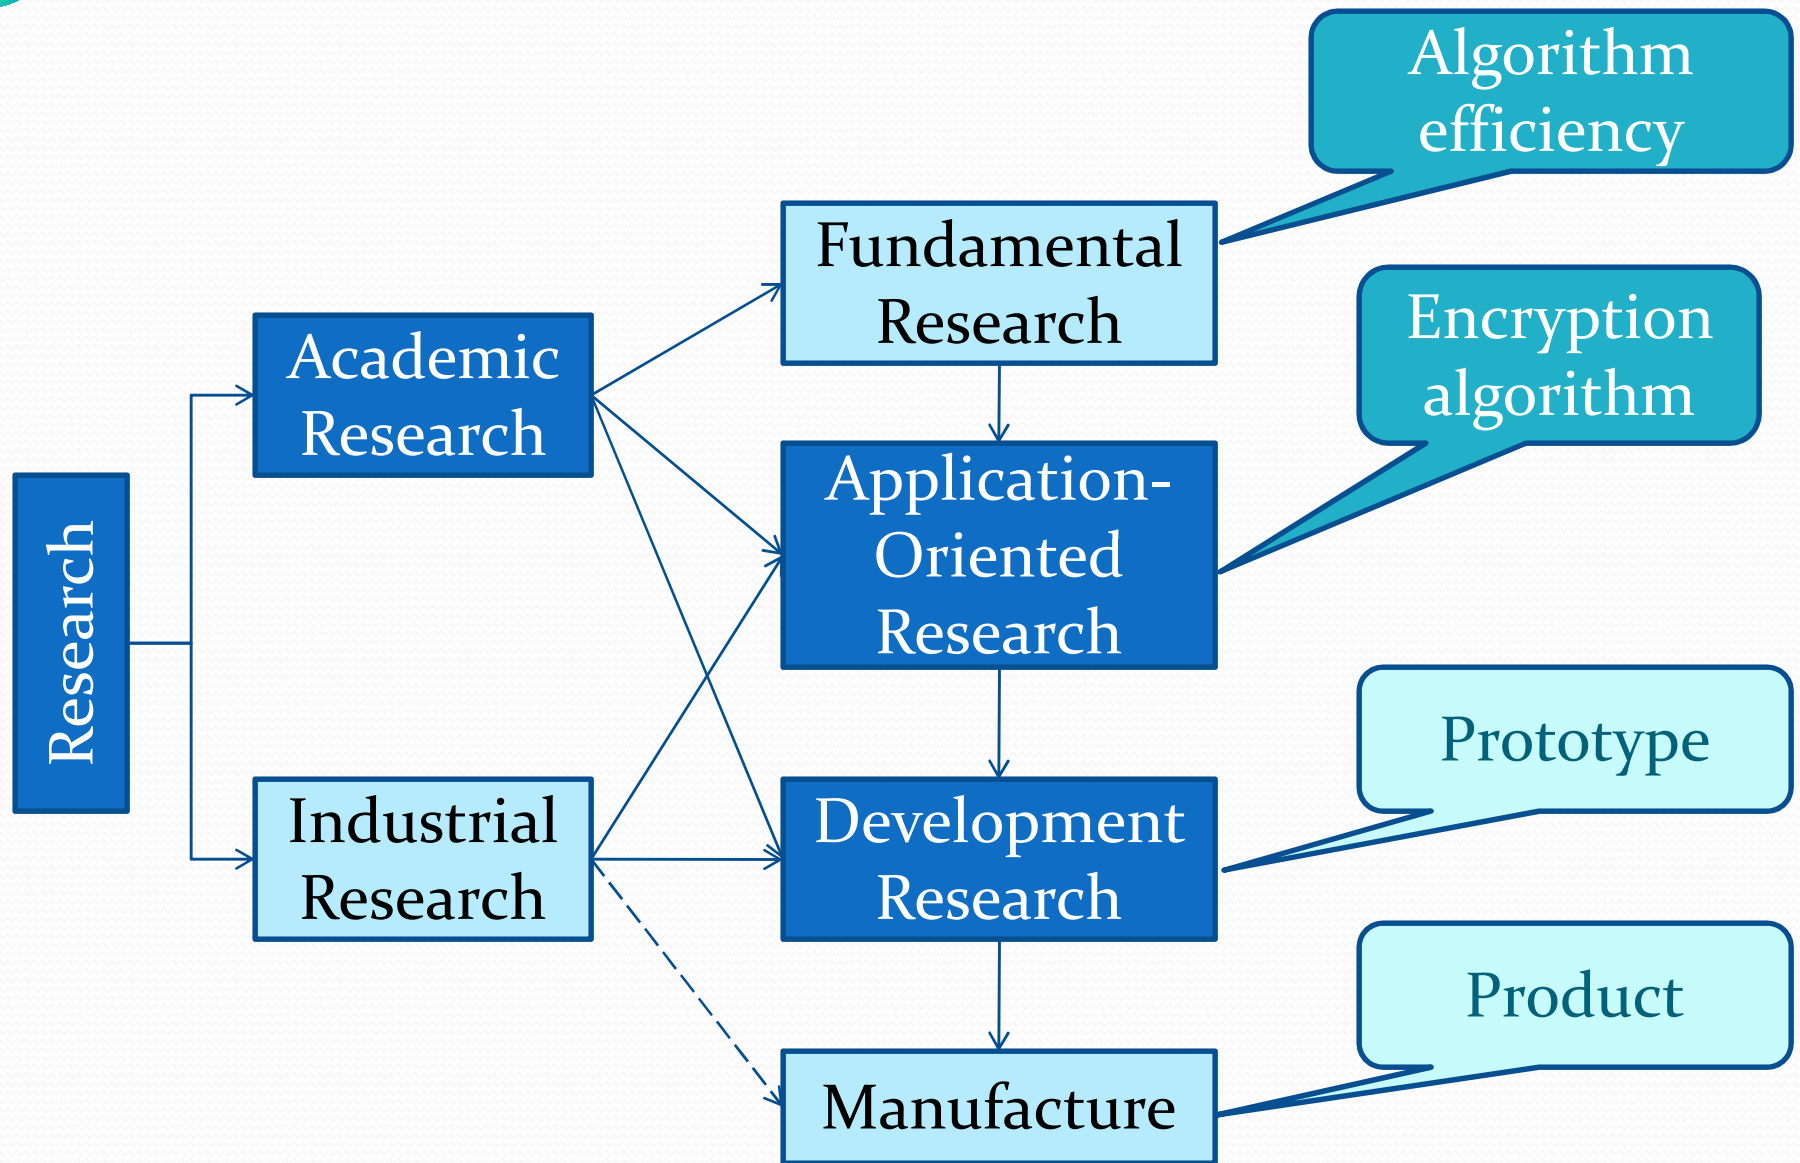 Research
Academic
Research
Industrial
Research
Fundamental
Research
Application-
Oriented
Research
Development
Research
Manufacture
Algorithm
efficiency
Encryption
algorithm
Prototype
Product